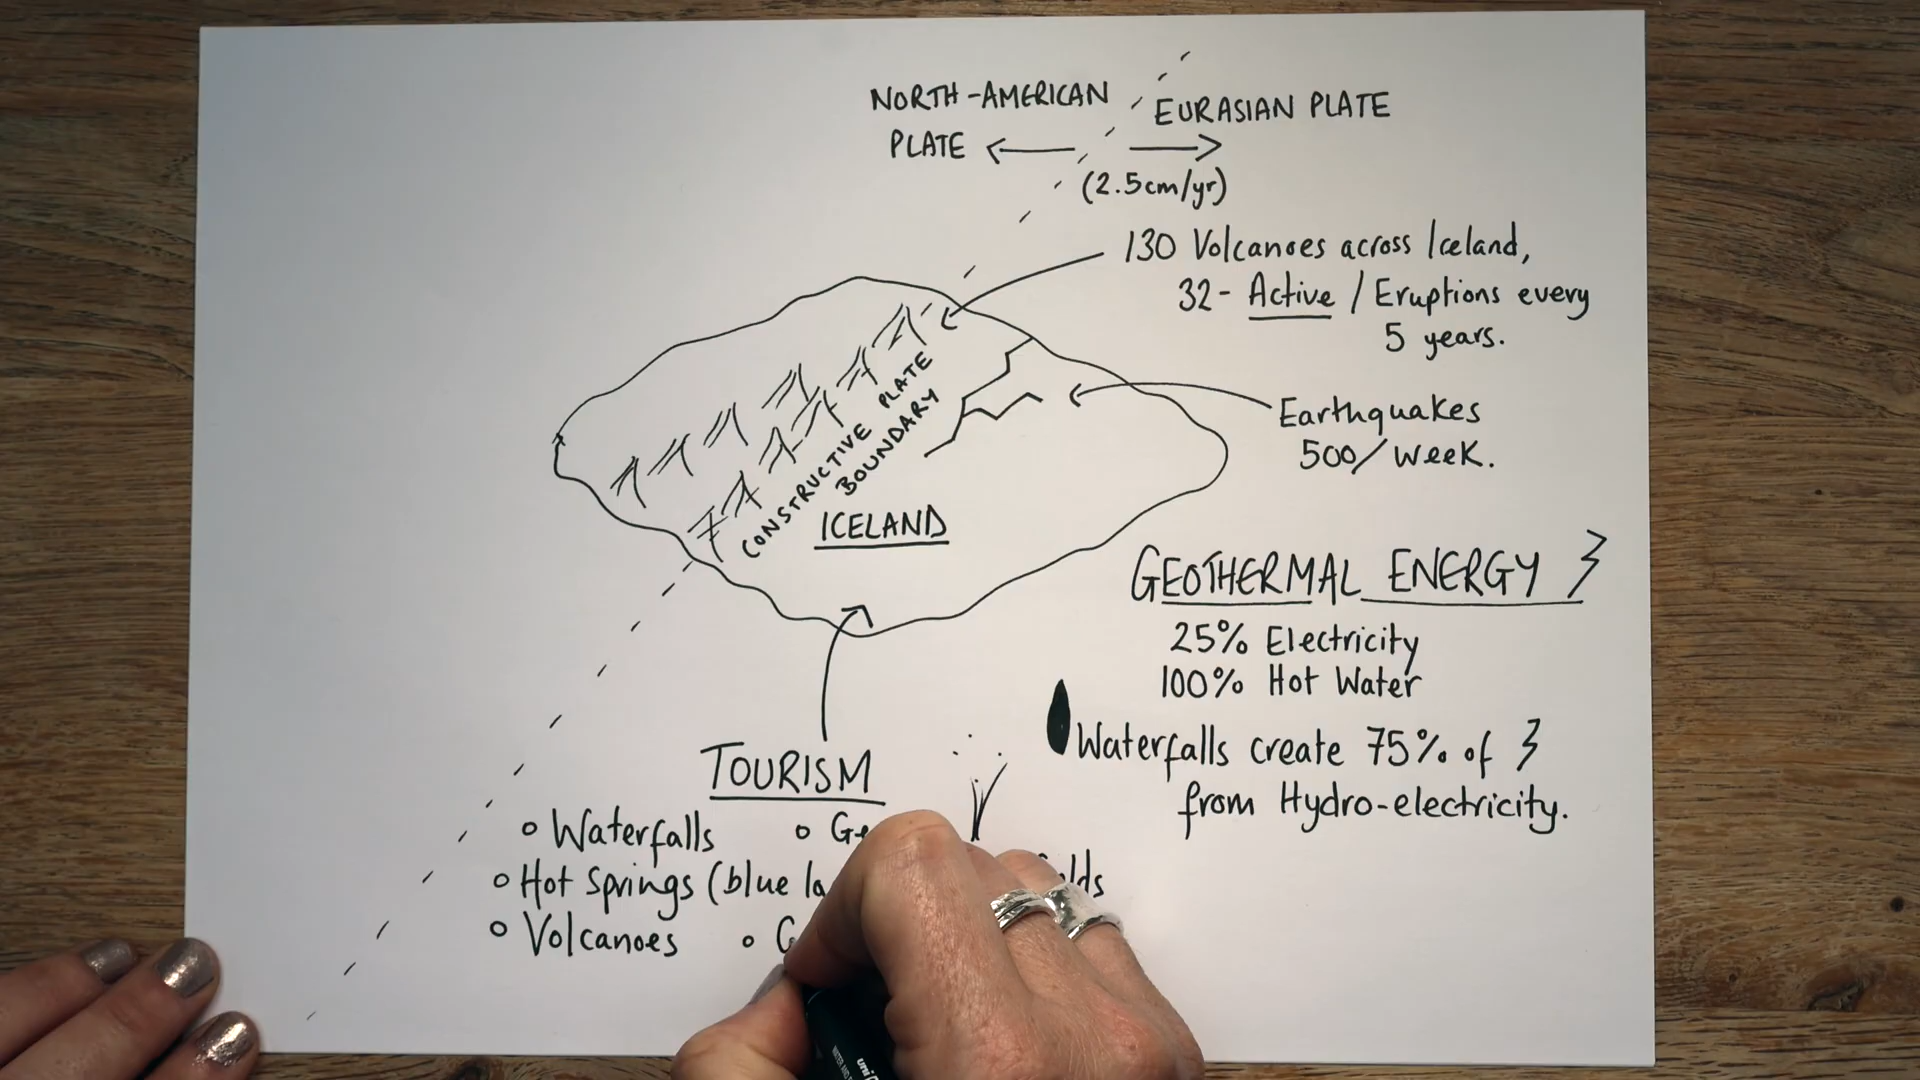 NORTH-AMERICAN
PLATE
EURASIAN PLATE
(2.5cm/yr)
130 Volcanoes across Iceland,
32- Active / Eruptions every
5 years.
Earthquakes
500/week.
CONSTRUCTIVE PLATE
BOUNDARY
ICELAND
GEOTHERMAL ENERGY
25% Electricity
100% Hot Water
Waterfalls create 75% of
from Hydro-electricity.
TOURISM
Waterfalls
Hot Springs (blue
Volcanoes
uni